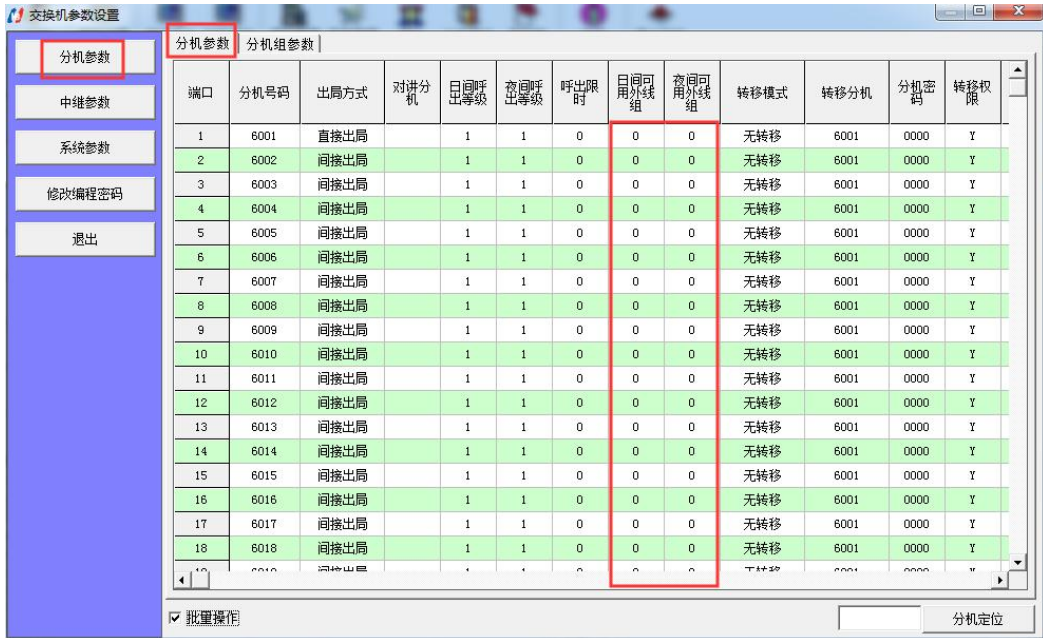 交换机参数设置
分机参数
中继参数
系统参数
修改编程密码
退出
分机参数 分机组参数
端口 分机号码 出局方式 对讲分机 日间呼出等级 夜间呼出等级 呼出限时 日间可用外线组 夜间可用外线组 转移模式 转移分机 分机密码 转移权限
1 6001 直接出局 1 1 0 0 0 无转移 6001 0000 Y
2 6002 间接出局 1 1 0 0 0 无转移 6001 0000 Y
3 6003 间接出局 1 1 0 0 0 无转移 6001 0000 Y
4 6004 间接出局 1 1 0 0 0 无转移 6001 0000 Y
5 6005 间接出局 1 1 0 0 0 无转移 6001 0000 Y
6 6006 间接出局 1 1 0 0 0 无转移 6001 0000 Y
7 6007 间接出局 1 1 0 0 0 无转移 6001 0000 Y
8 6008 间接出局 1 1 0 0 0 无转移 6001 0000 Y
9 6009 间接出局 1 1 0 0 0 无转移 6001 0000 Y
10 6010 间接出局 1 1 0 0 0 无转移 6001 0000 Y
11 6011 间接出局 1 1 0 0 0 无转移 6001 0000 Y
12 6012 间接出局 1 1 0 0 0 无转移 6001 0000 Y
13 6013 间接出局 1 1 0 0 0 无转移 6001 0000 Y
14 6014 间接出局 1 1 0 0 0 无转移 6001 0000 Y
15 6015 间接出局 1 1 0 0 0 无转移 6001 0000 Y
16 6016 间接出局 1 1 0 0 0 无转移 6001 0000 Y
17 6017 间接出局 1 1 0 0 0 无转移 6001 0000 Y
18 6018 间接出局 1 1 0 0 0 无转移 6001 0000 Y
批量操作 分机定位